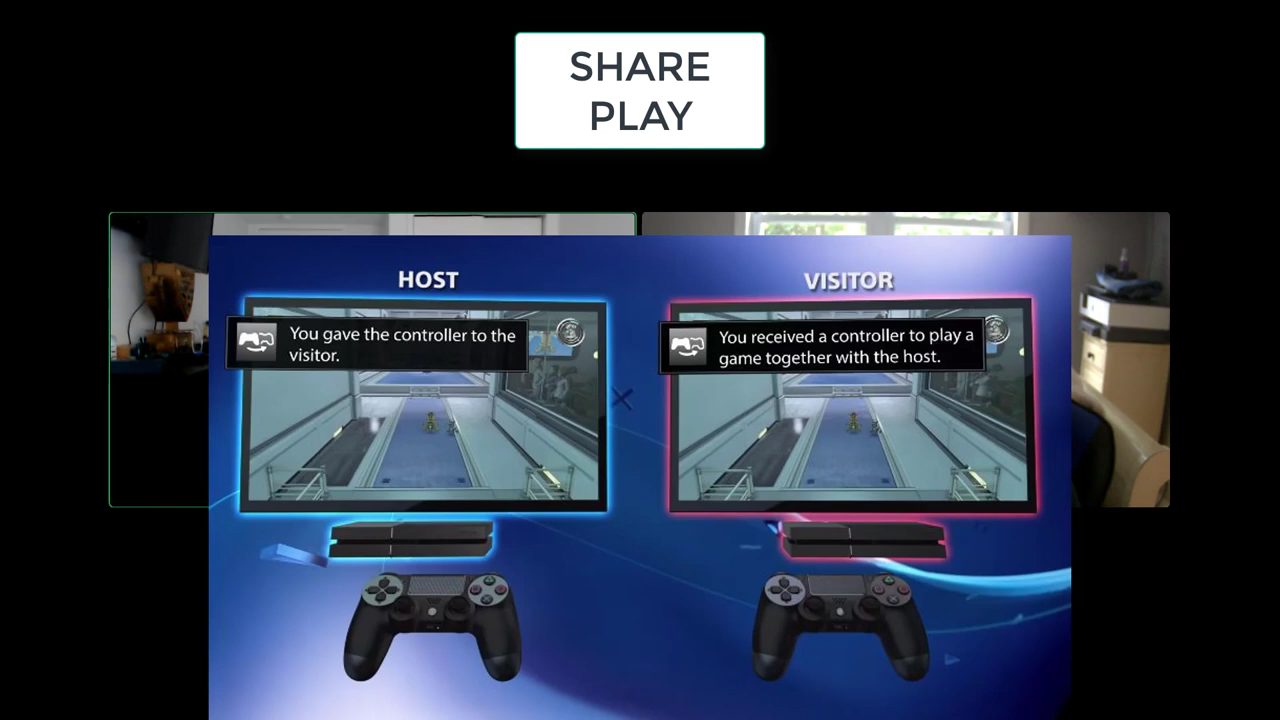 SHARE
PLAY
HOST
VISITOR
You gave the controller to the
visitor.
You received a controller to play a
game together with the host.